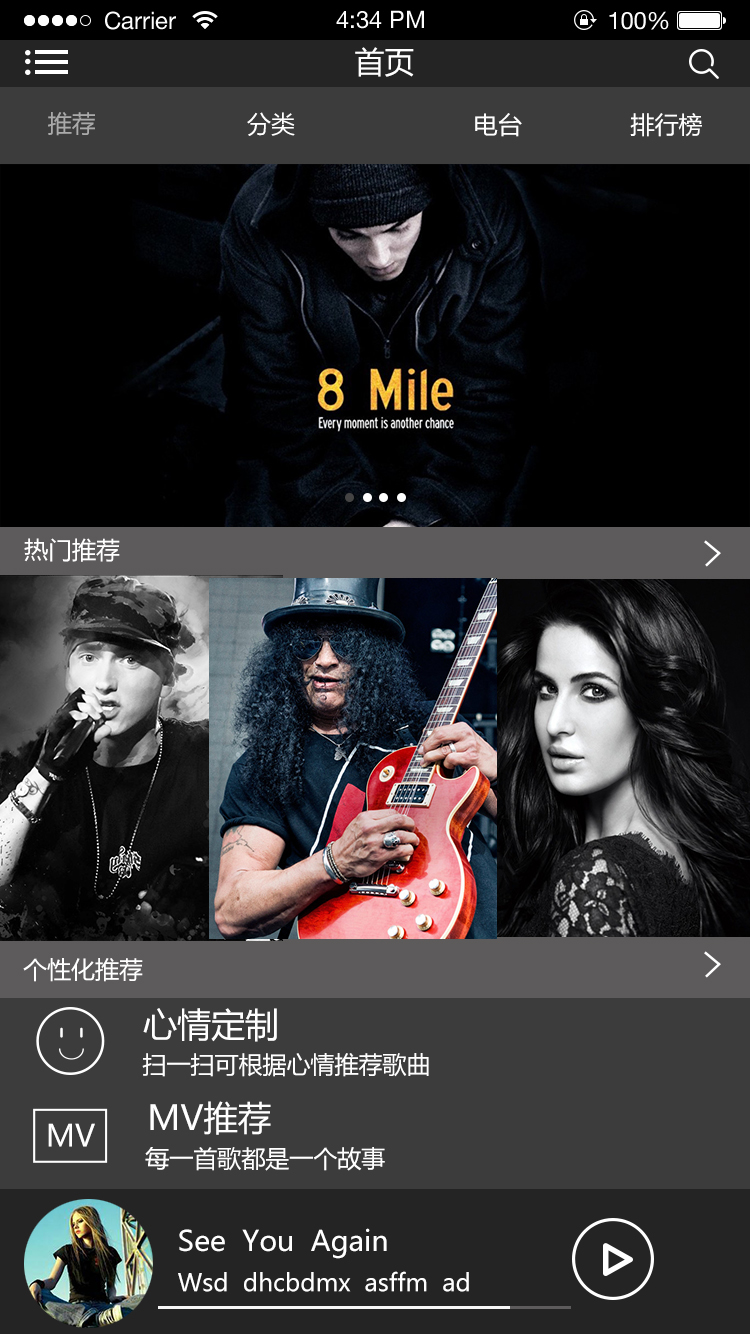 Carrier 4:34 PM 100%
首页
推荐 分类 电台 排行榜
8 Mile
Every moment is another chance
热门推荐
个性化推荐
心情定制
扫一扫可根据心情推荐歌曲
MV MV推荐
每一首歌都是一个故事
See You Again
Wsd dhcbdmx asffm ad